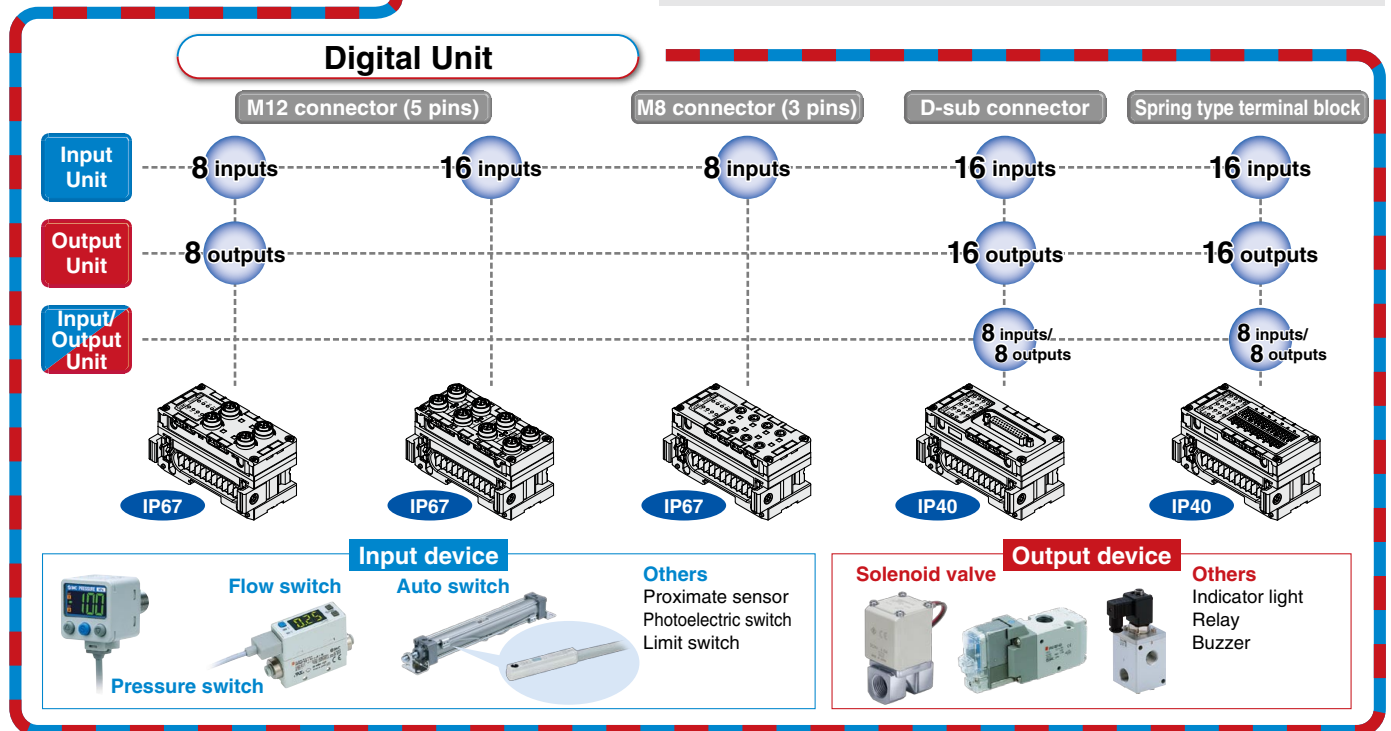 Digital Unit
M12 connector (5 pins)
M8 connector (3 pins)
D-sub connector
Spring type terminal block
Input
Unit
8 inputs
16 inputs
8 inputs
16 inputs
16 inputs
Output
Unit
8 outputs
16 outputs
16 outputs
Input/
Output
Unit
8 inputs/
8 outputs
8 inputs/
8 outputs
IP67
IP67
IP67
IP40
IP40
Input device
Pressure switch
Flow switch
Auto switch
Others
Proximate sensor
Photoelectric switch
Limit switch
PRESSURE
100
0.25
Output device
Solenoid valve
Others
Indicator light
Relay
Buzzer